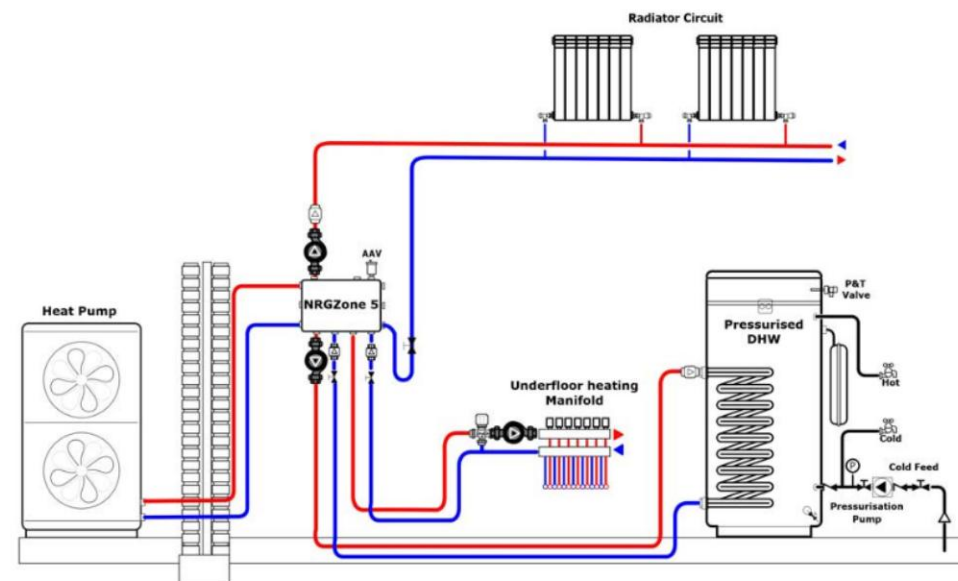 Radiator Circuit
AAV
NRGZone 5
Heat Pump
P&T
Valve
Pressurised
DHW
Underfloor heating
Manifold
Hot
Cold
P
Cold Feed
Pressurisation
Pump